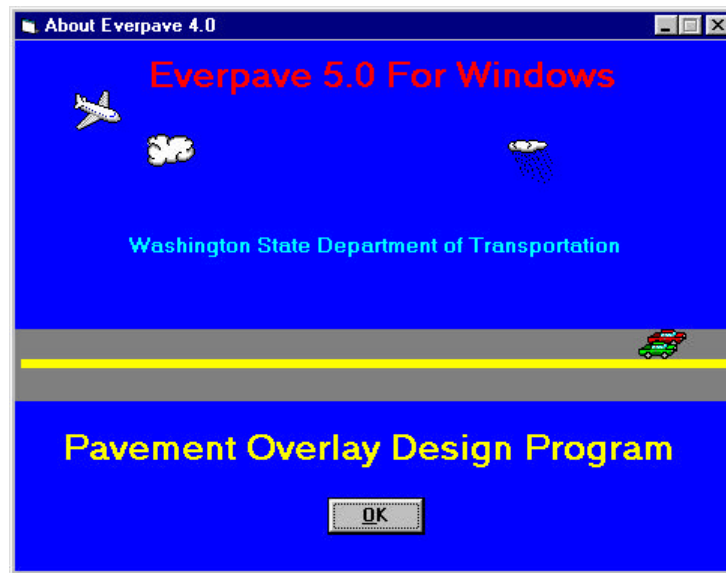 About Everpave 4.0
Everpave 5.0 For Windows
Washington State Department of Transportation
Pavement Overlay Design Program
OK